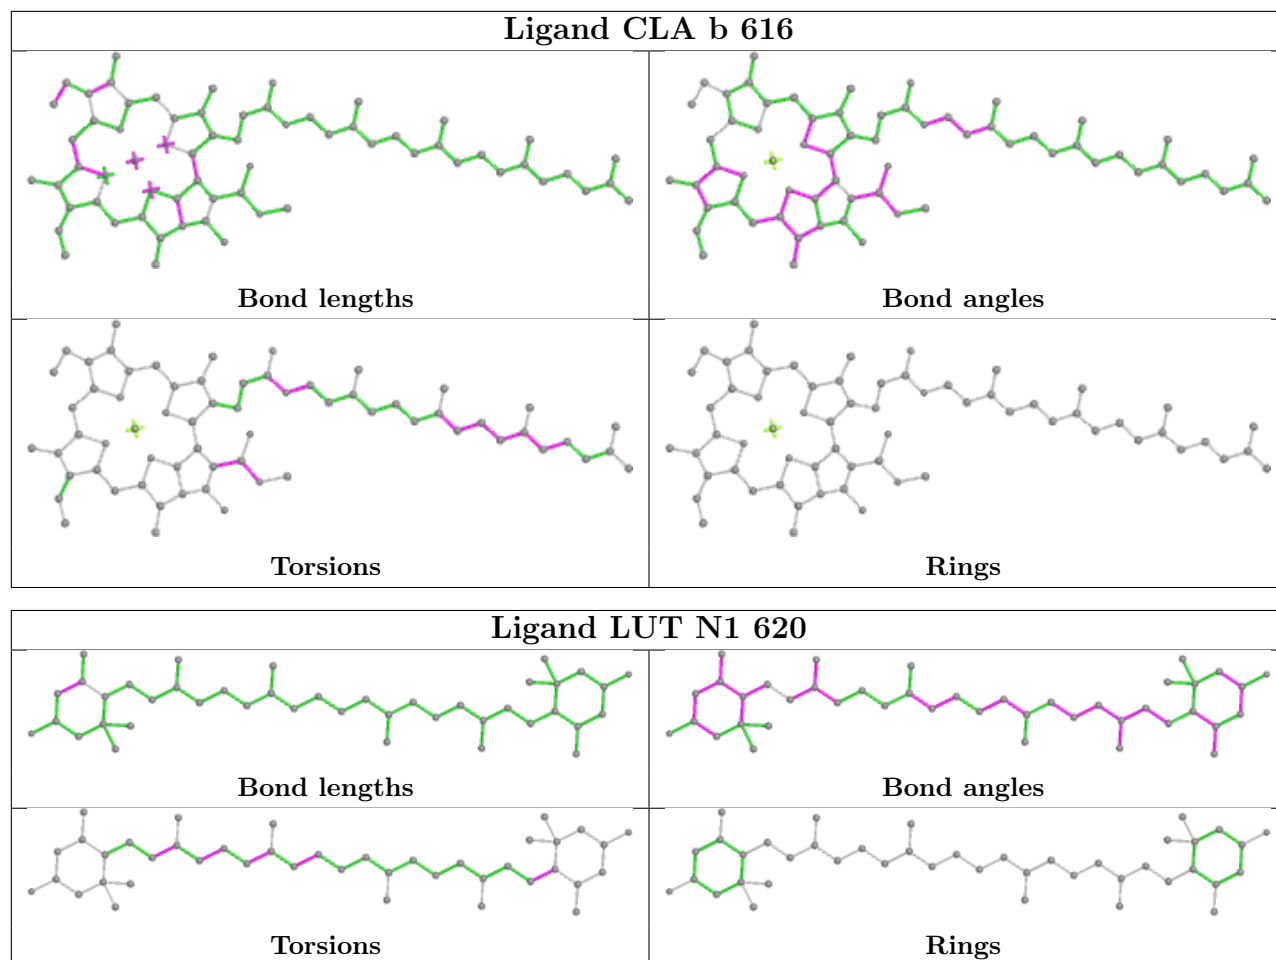 Ligand CLA b 616
Bond lengths
Bond angles
Torsions
Rings
Ligand LUT N1 620
Bond lengths
Bond angles
Torsions
Rings